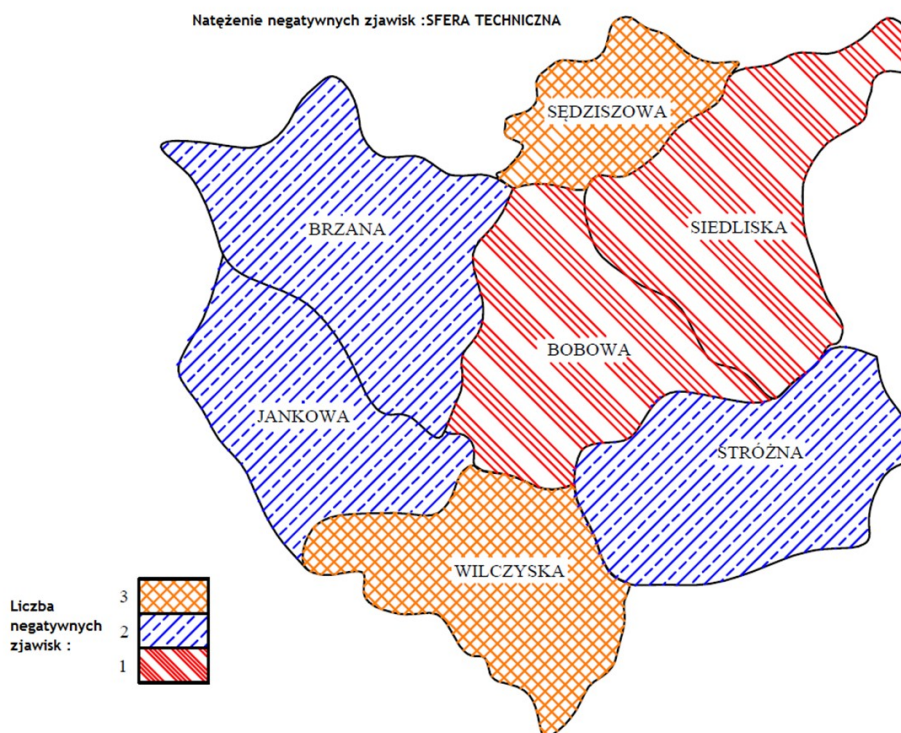 Natężenie negatywnych zjawisk :SFERA TECHNICZNA
SĘDZISZOWA
BRZANA
SIEDLISKA
BOBOWA
JANKOWA
STRÓŻNA
WILCZYSKA
Liczba
negatywnych
zjawisk :
3
2
1